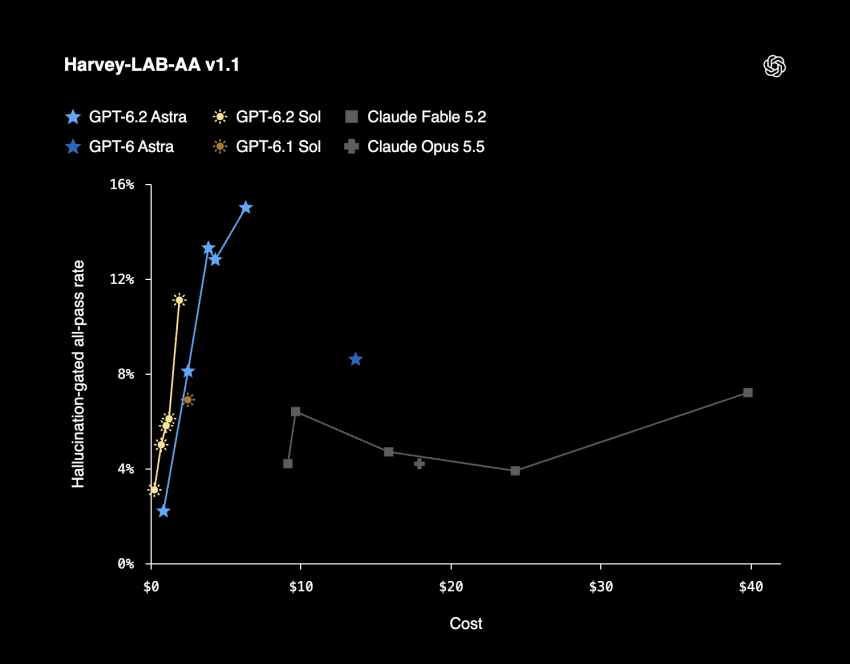 Harvey-LAB-AA v1.1
GPT-6.2 Astra
GPT-6.2 Sol
Claude Fable 5.2
GPT-6 Astra
GPT-6.1 Sol
Claude Opus 5.5
Hallucination-gated all-pass rate
16%
12%
8%
4%
0%
$0
$10
$20
$30
$40
Cost